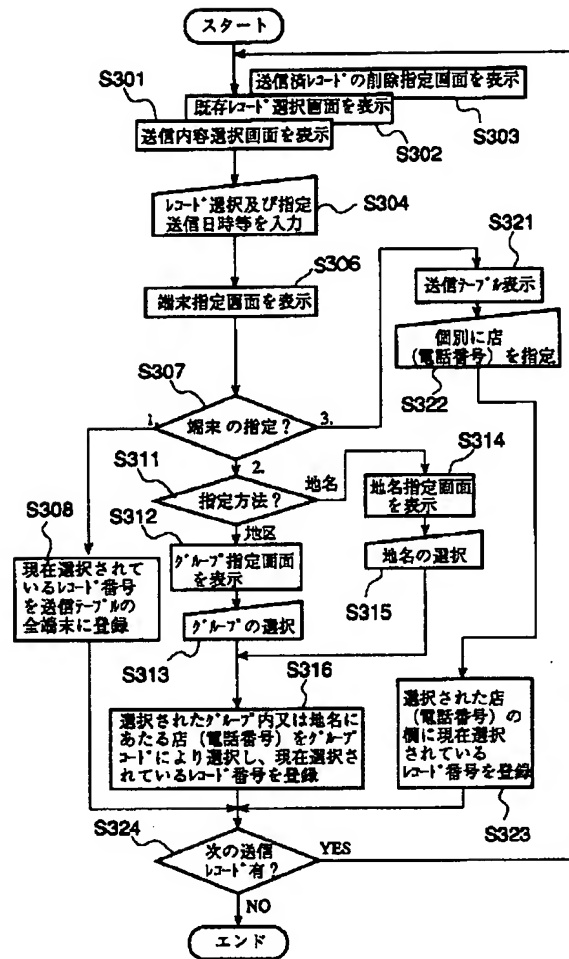 スタート
S301
送信済レコードの削除指定画面を表示
既存レコード選択画面を表示
S303
送信内容選択画面を表示
S302
レコード選択及び指定
送信日時等を入力
S304
S306
端末指定画面を表示
S321
送信テーブル表示
個別に店
(電話番号)を指定
S322
S307
端末の指定?
1.
3.
2.
S311
指定方法?
地名
地区
S314
地名指定画面
を表示
地名の選択
S315
S308
現在選択されて
いるレコード番号
を送信テーブルの
全端末に登録
S312
グループ指定画面
を表示
グループの選択
S313
S316
選択されたグループ内又は地名に
あたる店(電話番号)をグループ
コードにより選択し、現在選択さ
れているレコード番号を登録
選択された店
(電話番号)の
欄に現在選択
されている
レコード番号を登録
S323
S324
次の送信
レコード有?
YES
NO
エンド